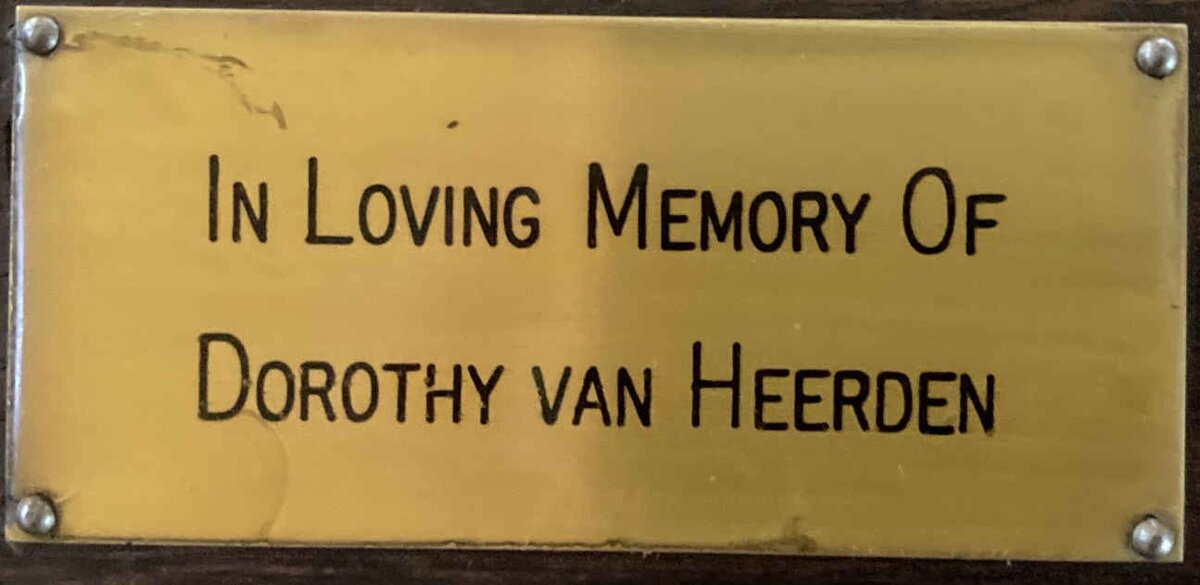 In Loving Memory Of
Dorothy van Heerden